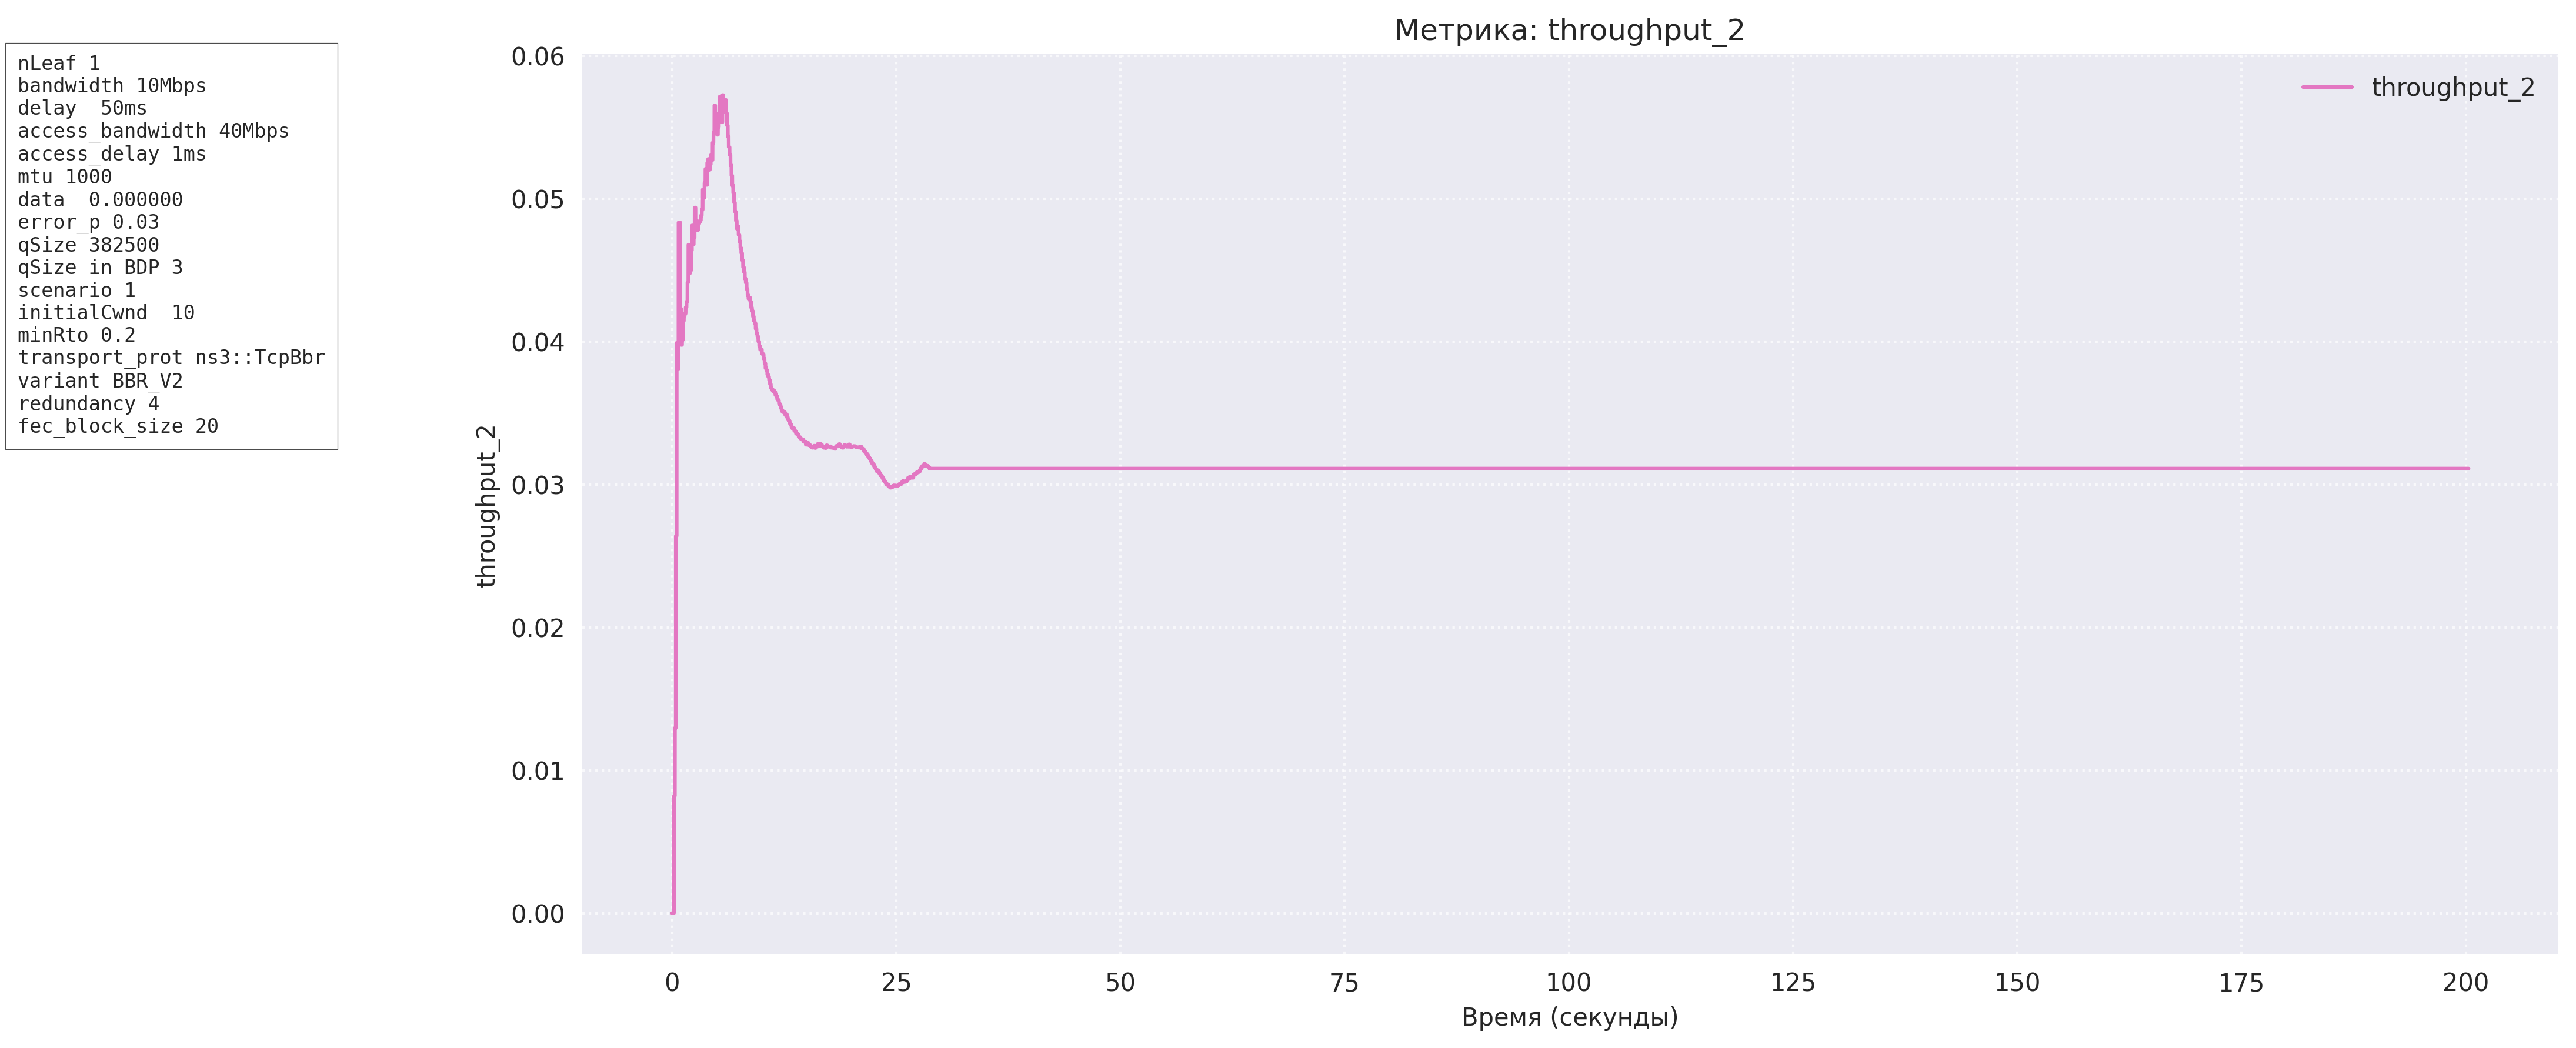 nLeaf 1
bandwidth 10Mbps
delay  50ms
access_bandwidth 40Mbps
access_delay 1ms
mtu 1000
data  0.000000
error_p 0.03
qSize 382500
qSize in BDP 3
scenario 1
initialCwnd  10
minRto 0.2
transport_prot ns3::TcpBbr
variant BBR_V2
redundancy 4
fec_block_size 20
Метрика: throughput_2
throughput_2
throughput_2
0.06
0.05
0.04
0.03
0.02
0.01
0.00
0 25 50 75 100 125 150 175 200
Время (секунды)